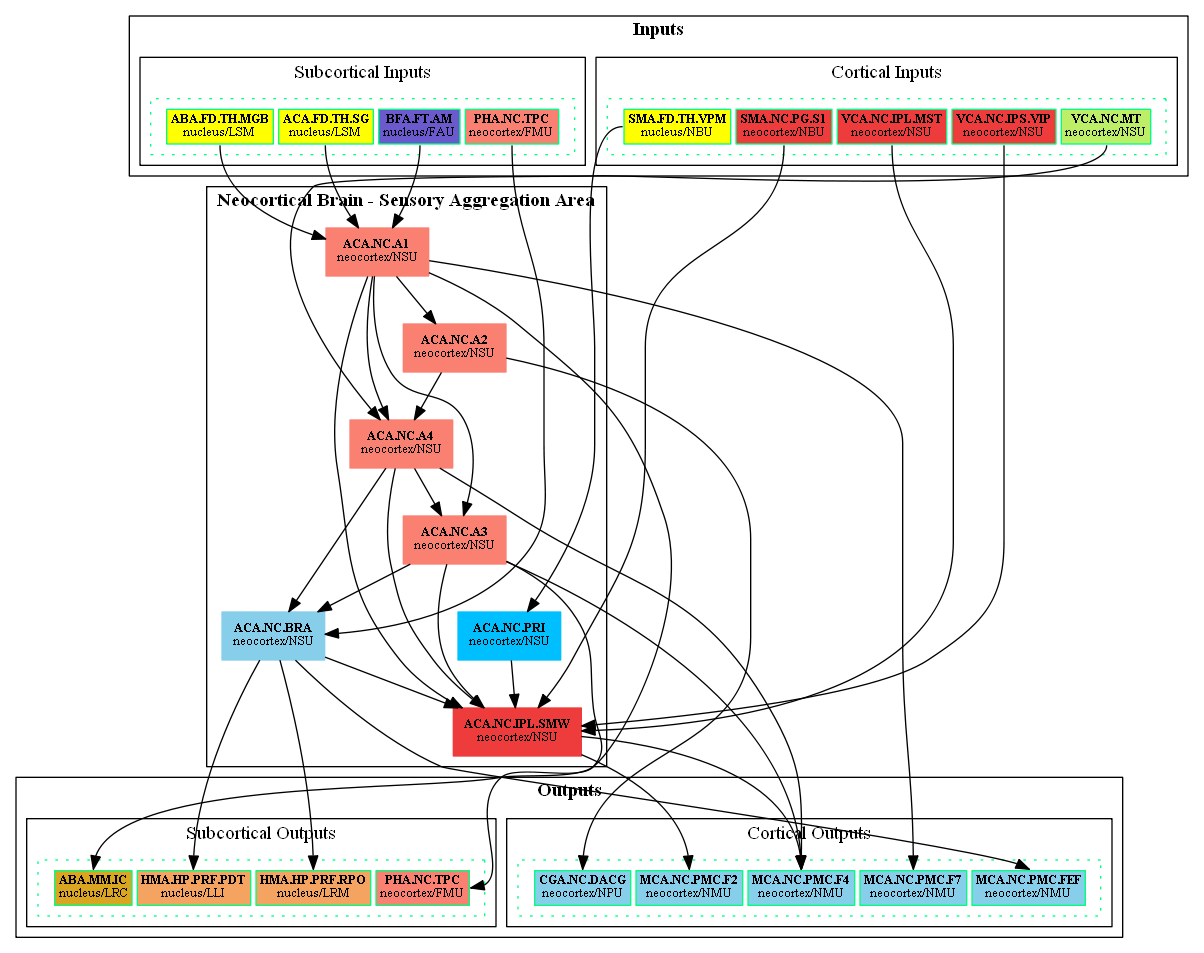 Inputs
Subcortical Inputs
Cortical Inputs
ABA.FD.TH.MGB
nucleus/LSM
ACA.FD.TH.SG
nucleus/LSM
BFA.FT.AM
nucleus/FAU
PHA.NC.TPC
neocortex/FMU
SMA.FD.TH.VPM
nucleus/NBU
SMA.NC.PG.S1
neocortex/NBU
VCA.NC.IPL.MST
neocortex/NSU
VCA.NC.IPS.VIP
neocortex/NSU
VCA.NC.MT
neocortex/NSU
Neocortical Brain - Sensory Aggregation Area
ACA.NC.A1
neocortex/NSU
ACA.NC.A2
neocortex/NSU
ACA.NC.A4
neocortex/NSU
ACA.NC.A3
neocortex/NSU
ACA.NC.BRA
neocortex/NSU
ACA.NC.PRI
neocortex/NSU
ACA.NC.IPL.SMW
neocortex/NSU
Outputs
Subcortical Outputs
Cortical Outputs
ABA.MM.IC
nucleus/LRC
HMA.HP.PRF.PDT
nucleus/LLI
HMA.HP.PRF.RPO
nucleus/LRM
PHA.NC.TPC
neocortex/FMU
CGA.NC.DACG
neocortex/NPU
MCA.NC.PMC.F2
neocortex/NMU
MCA.NC.PMC.F4
neocortex/NMU
MCA.NC.PMC.F7
neocortex/NMU
MCA.NC.PMC.FEF
neocortex/NMU